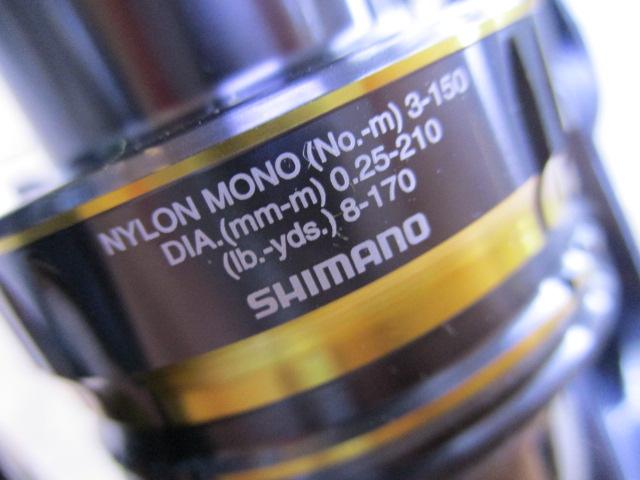 NYLON MONO (No.-m) 3-150
DIA.(mm-m) 0.25-210
(lb.-yds.) 8-170
SHIMANO